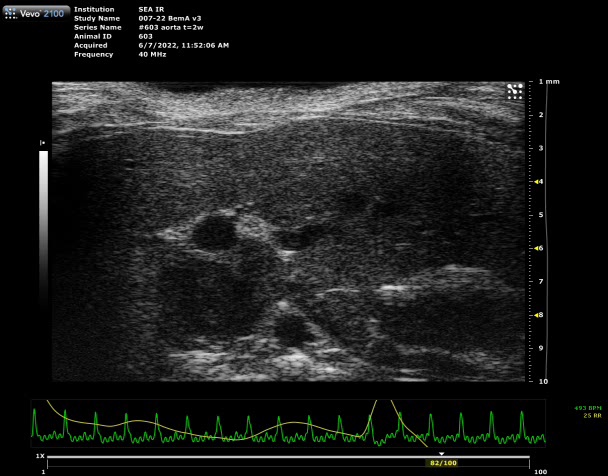 Vevo 2100
Institution SEA IR
Study Name 007-22 BemA v3
Series Name #603 aorta t=2w
Animal ID 603
Acquired 6/7/2022, 11:52:06 AM
Frequency 40 MHz
1 mm
2
3
4
5
6
7
8
9
10
493 BPM
25 RR
1X
82/100
1 100